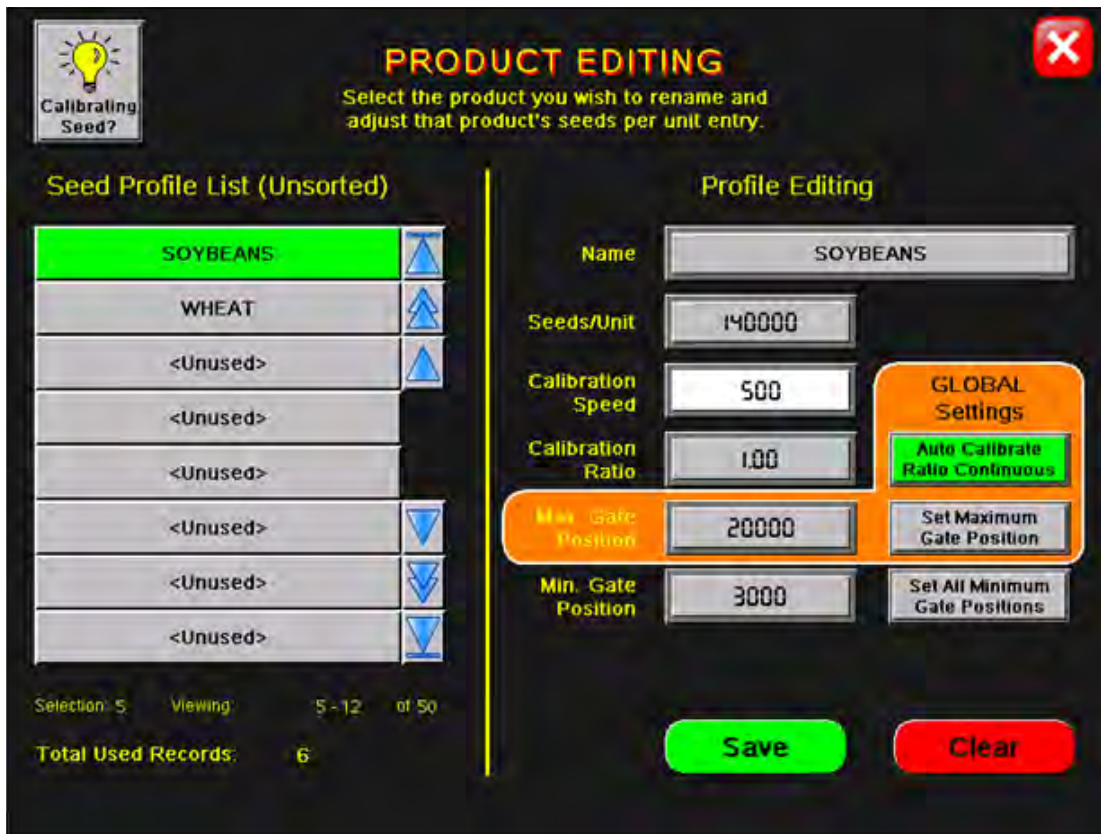 Calibrating
Seed?
PRODUCT EDITING
Select the product you wish to rename and
adjust that product's seeds per unit entry.
Seed Profile List (Unsorted)
SOYBEANS
WHEAT
<Unused>
<Unused>
<Unused>
<Unused>
<Unused>
<Unused>
Selection: 5 Viewing: 5 - 12 of 50
Total Used Records: 6
Profile Editing
Name SOYBEANS
Seeds/Unit 140000
Calibration
Speed 500
Calibration
Ratio 1.00
GLOBAL
Settings
Auto Calibrate
Ratio Continuous
Max. Gate
Position 20000
Set Maximum
Gate Position
Min. Gate
Position 3000
Set All Minimum
Gate Positions
Save
Clear